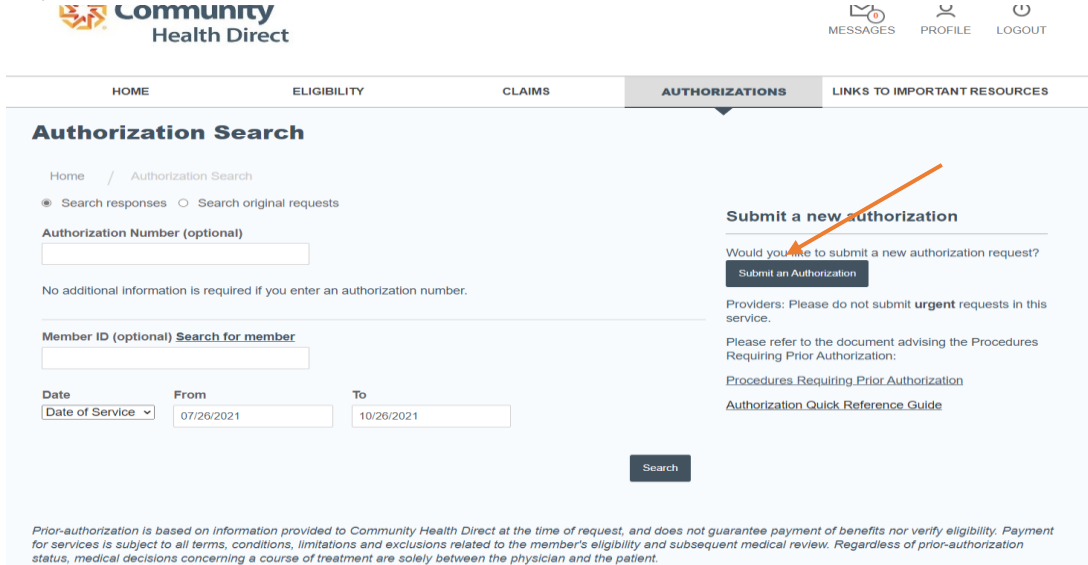 Community
Health Direct
0
MESSAGES PROFILE LOGOUT
HOME ELIGIBILITY CLAIMS AUTHORIZATIONS LINKS TO IMPORTANT RESOURCES
Authorization Search
Home / Authorization Search
Search responses Search original requests
Authorization Number (optional)
No additional information is required if you enter an authorization number.
Member ID (optional) Search for member
Date From To
Date of Service 07/26/2021 10/26/2021
Search
Submit a new authorization
Would you like to submit a new authorization request?
Submit an Authorization
Providers: Please do not submit urgent requests in this
service.
Please refer to the document advising the Procedures
Requiring Prior Authorization:
Procedures Requiring Prior Authorization
Authorization Quick Reference Guide
Prior-authorization is based on information provided to Community Health Direct at the time of request, and does not guarantee payment of benefits nor verify eligibility. Payment
for services is subject to all terms, conditions, limitations and exclusions related to the member's eligibility and subsequent medical review. Regardless of prior-authorization
status, medical decisions concerning a course of treatment are solely between the physician and the patient.